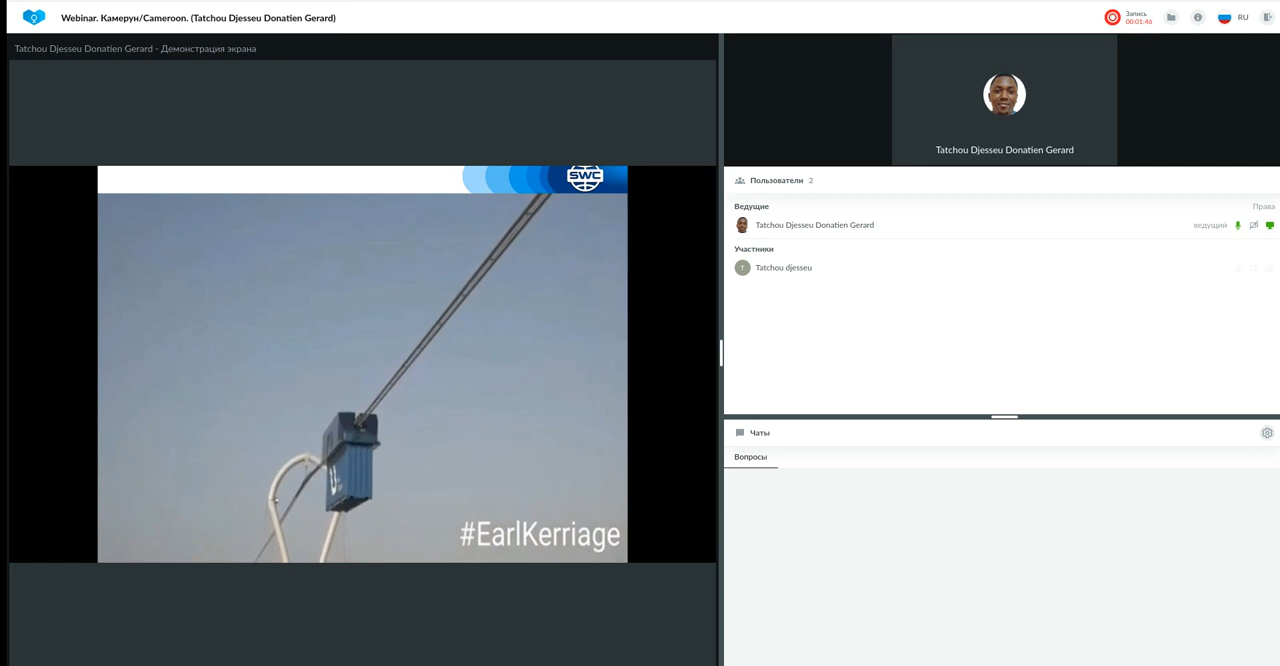 Webinar. Камерун/Cameroon. (Tatchou Djesseu Donatien Gerard)
Запись
00:01:46
RU
Tatchou Djesseu Donatien Gerard - Демонстрация экрана
SWC
#EarlKerriage
Tatchou Djesseu Donatien Gerard
Пользователи 2
Ведущие Права
Tatchou Djesseu Donatien Gerard ведущий
Участники
T Tatchou djesseu
Чаты
Вопросы